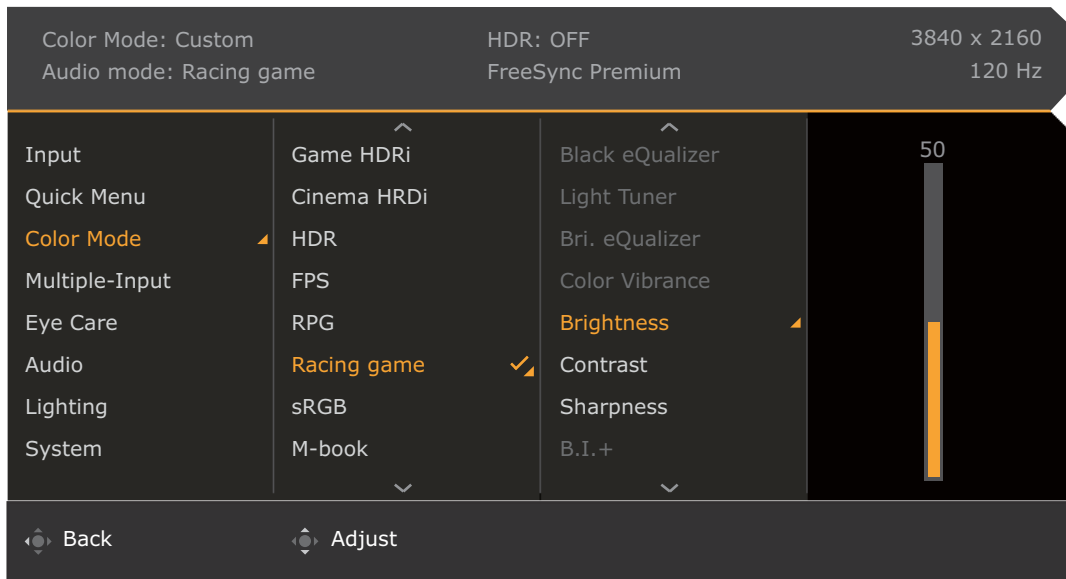 Color Mode: Custom
HDR: OFF
3840 x 2160
Audio mode: Racing game
FreeSync Premium
120 Hz
Input
Quick Menu
Color Mode
Multiple-Input
Eye Care
Audio
Lighting
System
Game HDRi
Cinema HRDi
HDR
FPS
RPG
Racing game
sRGB
M-book
Black eQualizer
Light Tuner
Bri. eQualizer
Color Vibrance
Brightness
Contrast
Sharpness
B.I.+
50
Back
Adjust